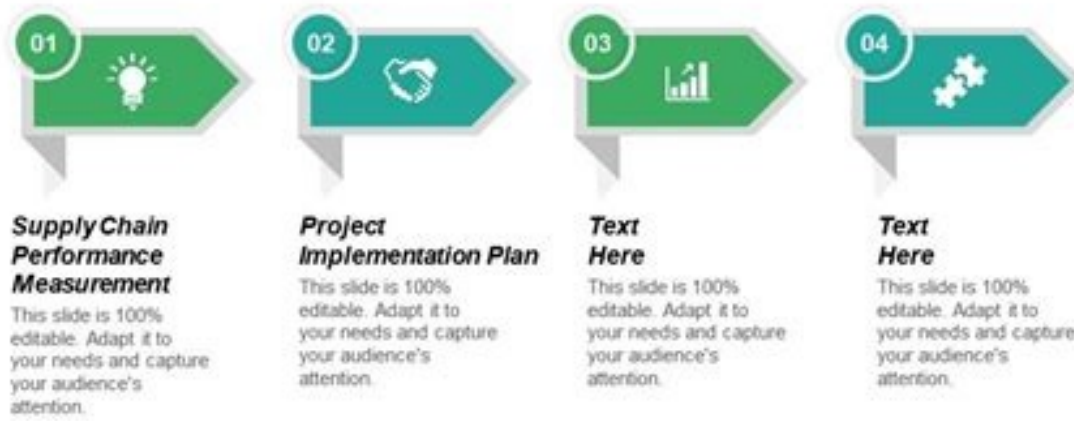 01
02
03
04
Supply Chain
Performance
Measurement
This slide is 100%
editable. Adapt it to
your needs and capture
your audience's
attention.
Project
Implementation Plan
This slide is 100%
editable. Adapt it to
your needs and capture
your audience's
attention.
Text
Here
This slide is 100%
editable. Adapt it to
your needs and capture
your audience's
attention.
Text
Here
This slide is 100%
editable. Adapt it to
your needs and capture
your audience's
attention.